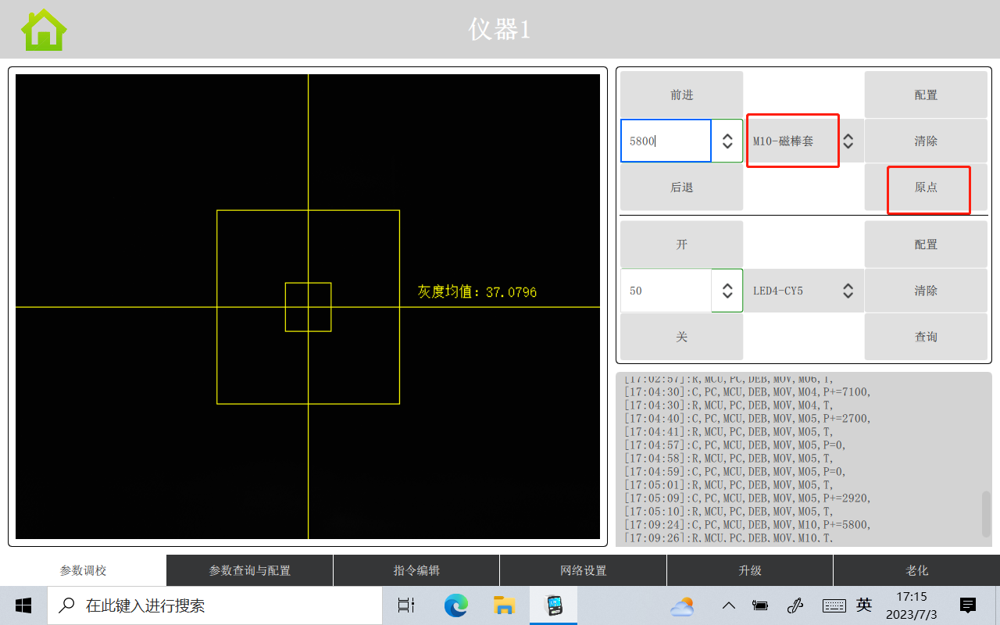 仪器1
灰度均值: 37.0796
前进
配置
5800
M10-磁棒套
清除
后退
原点
开
配置
50
LED4-CY5
清除
关
查询
[17:02:57]:R,MCU,PC,DEB,MOV,M06,T,
[17:04:30]:C,PC,MCU,DEB,MOV,M04,P+=7100,
[17:04:30]:R,MCU,PC,DEB,MOV,M04,T,
[17:04:40]:C,PC,MCU,DEB,MOV,M05,P+=2700,
[17:04:41]:R,MCU,PC,DEB,MOV,M05,T,
[17:04:57]:C,PC,MCU,DEB,MOV,M05,P=0,
[17:04:58]:R,MCU,PC,DEB,MOV,M05,T,
[17:04:59]:C,PC,MCU,DEB,MOV,M05,P=0,
[17:05:01]:R,MCU,PC,DEB,MOV,M05,T,
[17:05:09]:C,PC,MCU,DEB,MOV,M05,P+=2920,
[17:05:10]:R,MCU,PC,DEB,MOV,M05,T,
[17:09:24]:C,PC,MCU,DEB,MOV,M10,P+=5800,
[17:09:26]:R,MCU,PC,DEB,MOV,M10,T,
参数调校
参数查询与配置
指令编辑
网络设置
升级
老化
在此键入进行搜索
英
17:15
2023/7/3